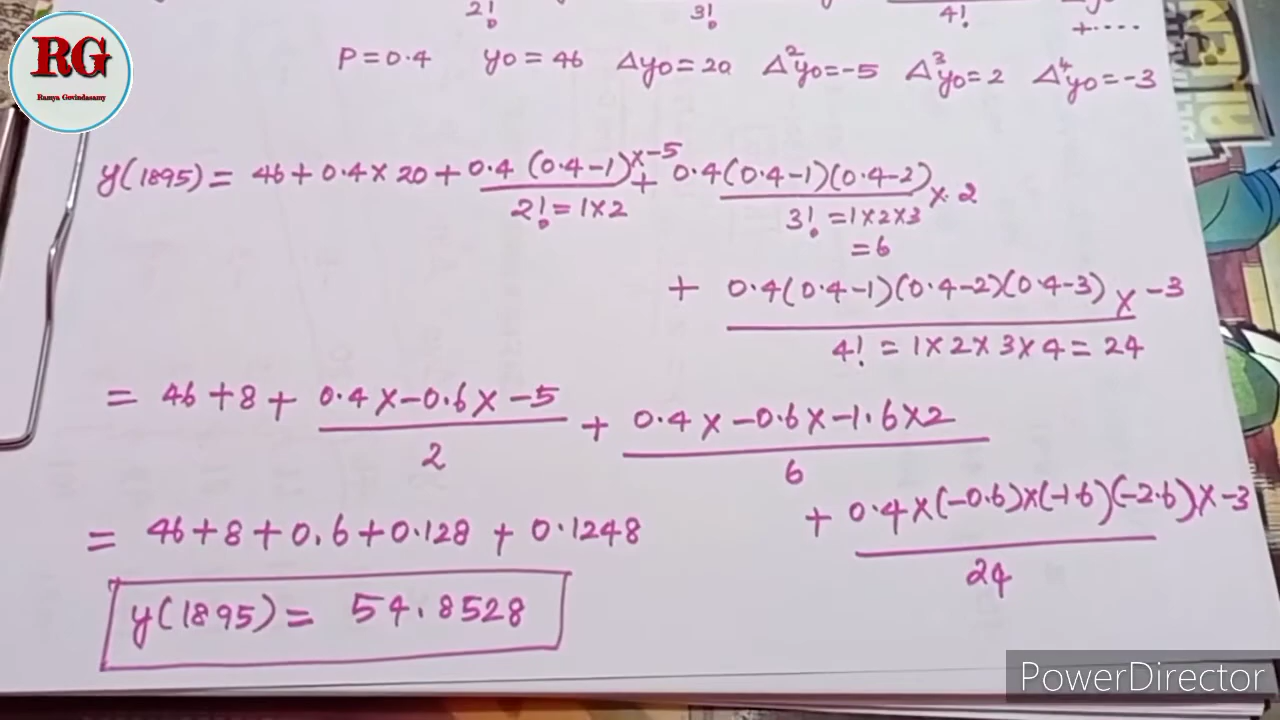 RG
Ramya Govindasamy
2! 3! 4!
+....
P=0.4 y0=46 Δy0=20 Δ²y0=-5 Δ³y0=2 Δ⁴y0=-3
y(1895)= 46+0.4×20+0.4 (0.4-1)×-5 + 0.4(0.4-1)(0.4-2)×2
2!=1×2 3!=1×2×3
=6
+ 0.4(0.4-1)(0.4-2)(0.4-3)×-3
4!=1×2×3×4=24
= 46+8+ 0.4×-0.6×-5 + 0.4×-0.6×-1.6×2
2 6
+ 0.4×(-0.6)×(-1.6)(-2.6)×-3
24
= 46+8+0.6+0.128+0.1248
y(1895)= 54.8528
PowerDirector